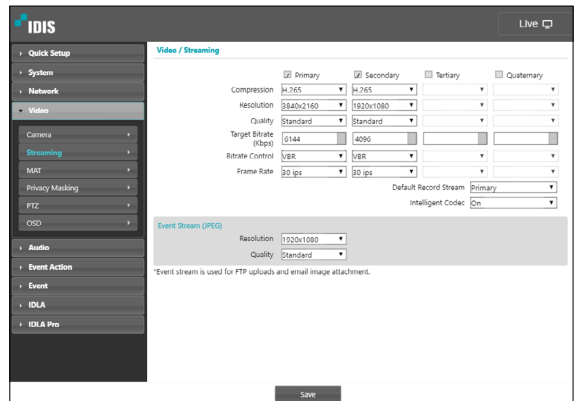 IDIS
Live
Quick Setup
System
Network
Video
Camera
Streaming
MAT
Privacy Masking
PTZ
OSD
Audio
Event Action
Event
IDLA
IDLA Pro
Video / Streaming
Primary Secondary Tertiary Quaternary
Compression H.265 H.265
Resolution 3840x2160 1920x1080
Quality Standard Standard
Target Bitrate
(Kbps) 6144 4096
Bitrate Control VBR VBR
Frame Rate 30 ips 30 ips
Default Record Stream Primary
Intelligent Codec On
Event Stream (JPEG)
Resolution 1920x1080
Quality Standard
*Event stream is used for FTP uploads and email image attachment.
Save